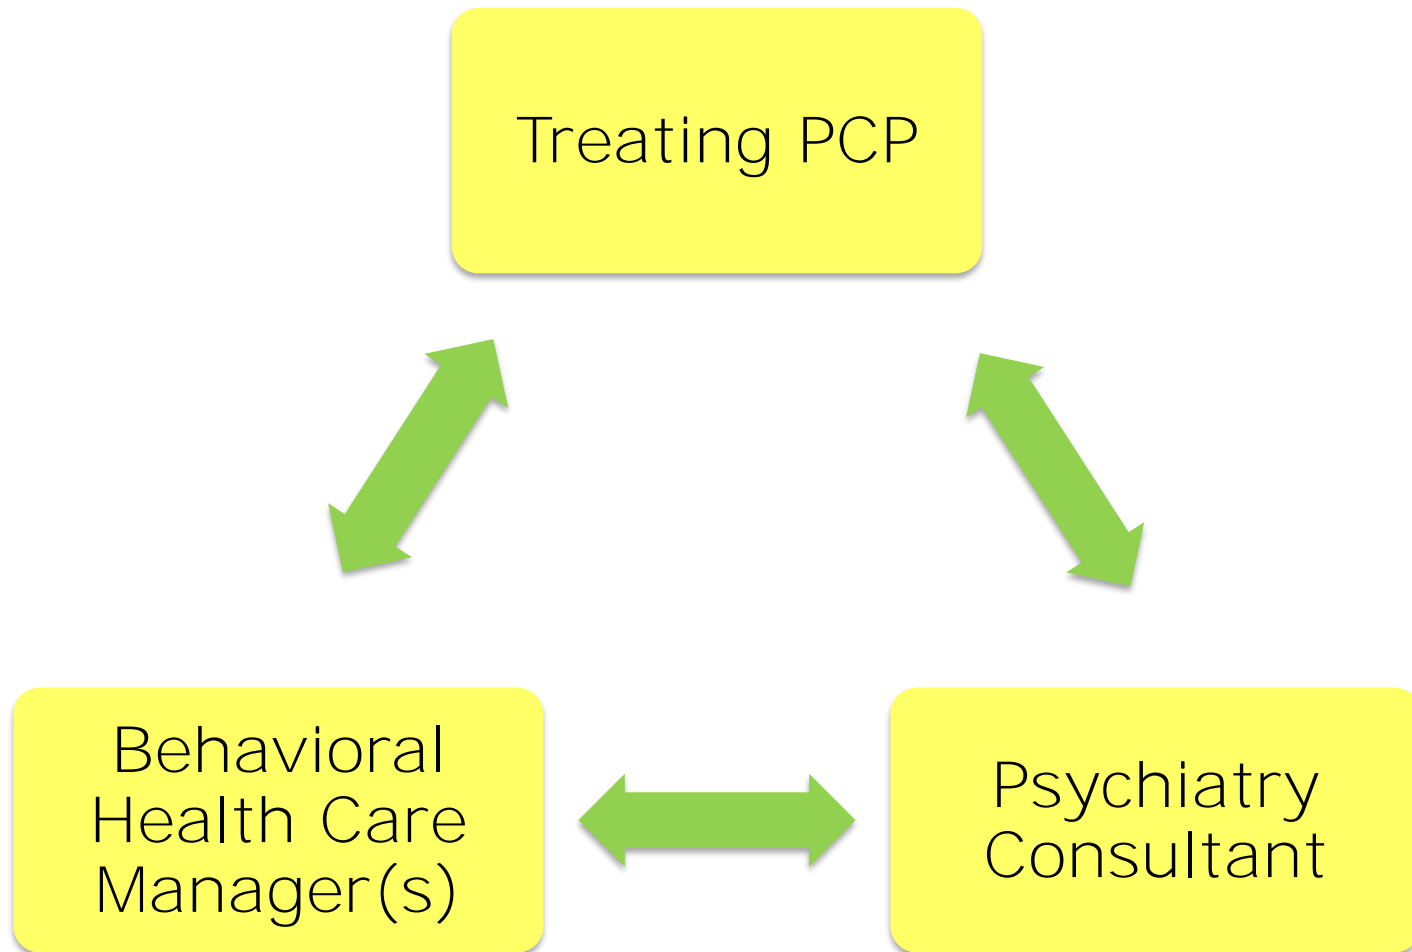 Treating PCP
Behavioral
Health Care
Manager(s)
Psychiatry
Consultant